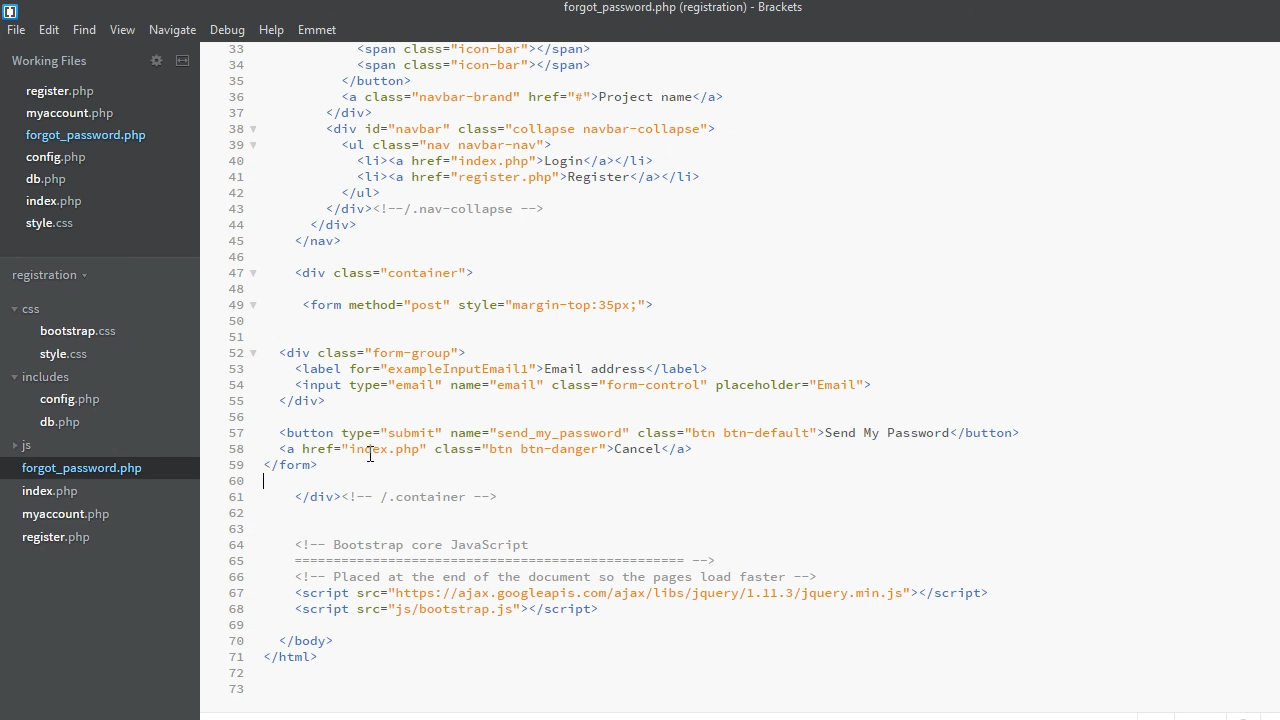 forgot_password.php (registration) - Brackets
File Edit Find View Navigate Debug Help Emmet
Working Files
register.php
myaccount.php
forgot_password.php
config.php
db.php
index.php
style.css
registration
css
bootstrap.css
style.css
includes
config.php
db.php
js
forgot_password.php
index.php
myaccount.php
register.php
33 <span class="icon-bar"></span>
34 <span class="icon-bar"></span>
35 </button>
36 <a class="navbar-brand" href="#">Project name</a>
37 </div>
38 <div id="navbar" class="collapse navbar-collapse">
39 <ul class="nav navbar-nav">
40 <li><a href="index.php">Login</a></li>
41 <li><a href="register.php">Register</a></li>
42 </ul>
43 </div><!--/.nav-collapse -->
44 </div>
45 </nav>
46
47 <div class="container">
48
49 <form method="post" style="margin-top:35px;">
50
51
52 <div class="form-group">
53 <label for="exampleInputEmail1">Email address</label>
54 <input type="email" name="email" class="form-control" placeholder="Email">
55 </div>
56
57 <button type="submit" name="send_my_password" class="btn btn-default">Send My Password</button>
58 <a href="index.php" class="btn btn-danger">Cancel</a>
59 </form>
60
61 </div><!-- /.container -->
62
63
64 <!-- Bootstrap core JavaScript
65 ================================================== -->
66 <!-- Placed at the end of the document so the pages load faster -->
67 <script src="https://ajax.googleapis.com/ajax/libs/jquery/1.11.3/jquery.min.js"></script>
68 <script src="js/bootstrap.js"></script>
69
70 </body>
71 </html>
72
73